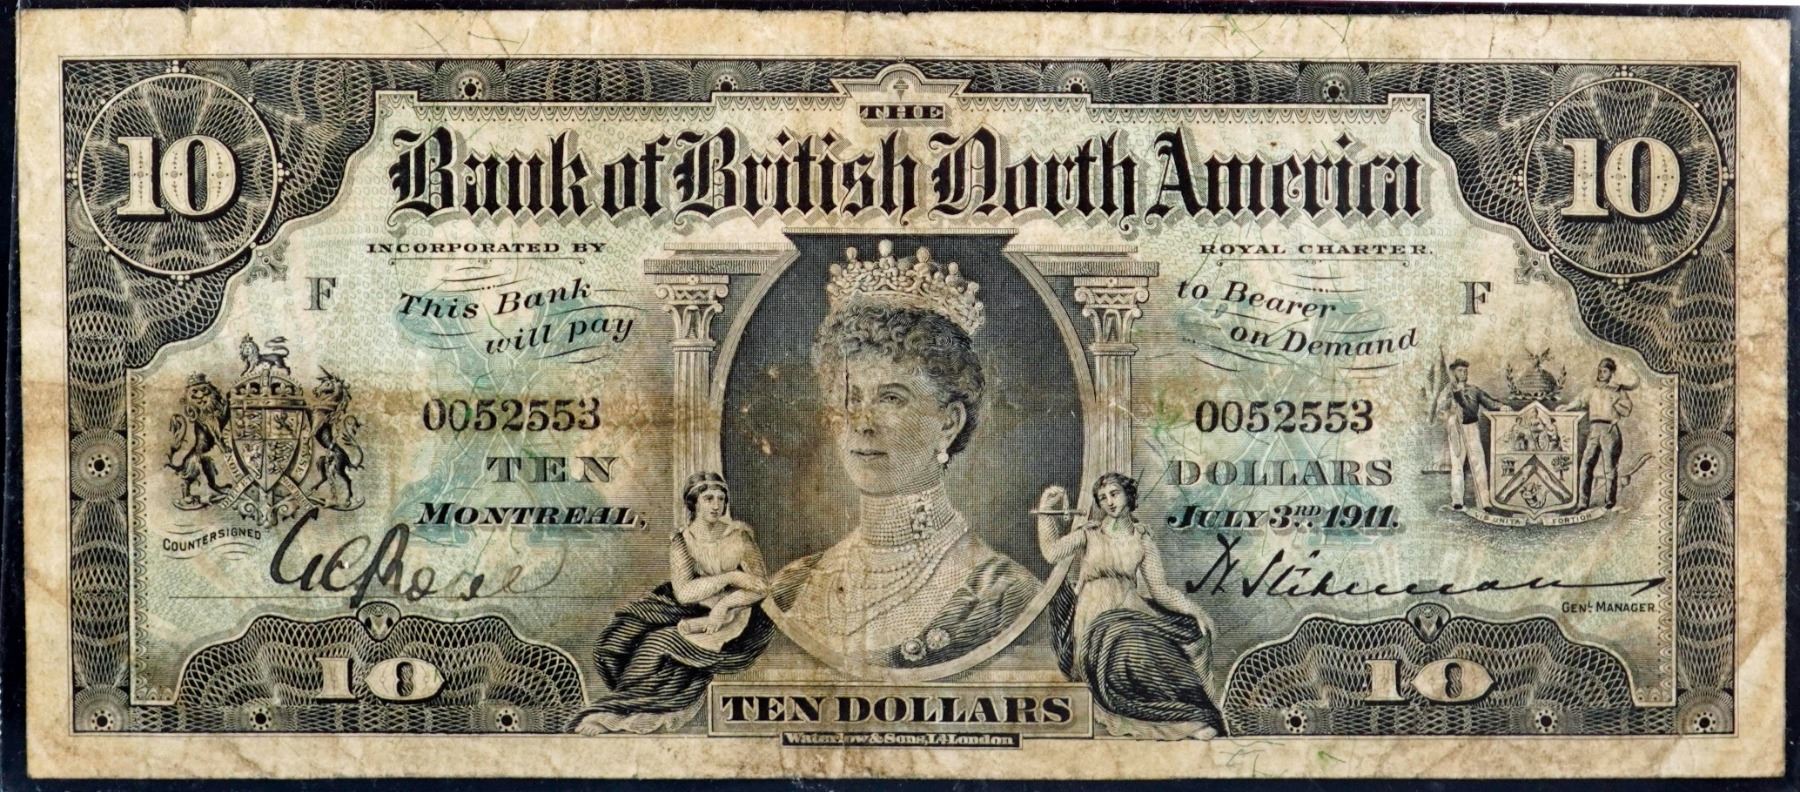 10 THE 10
Bank of British North America
INCORPORATED BY ROYAL CHARTER.
F F
This Bank will pay to Bearer on Demand
0052553 0052553
TEN DOLLARS
MONTREAL, JULY 3RD 1911.
COUNTERSIGNED
H. Stikeman
GENL. MANAGER
10 10
TEN DOLLARS
Waterlow & Sons, Ld London